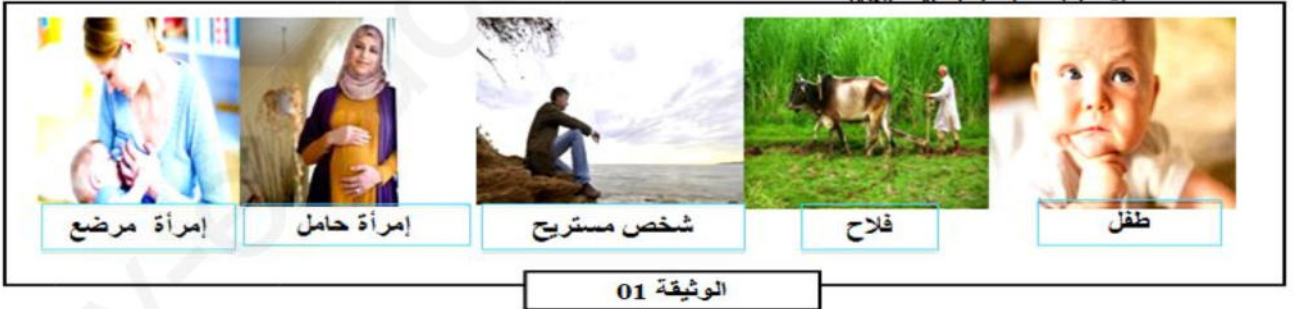 طفل
فلاح
شخص مستريح
إمرأة حامل
إمرأة مرضع
الوثيقة 01